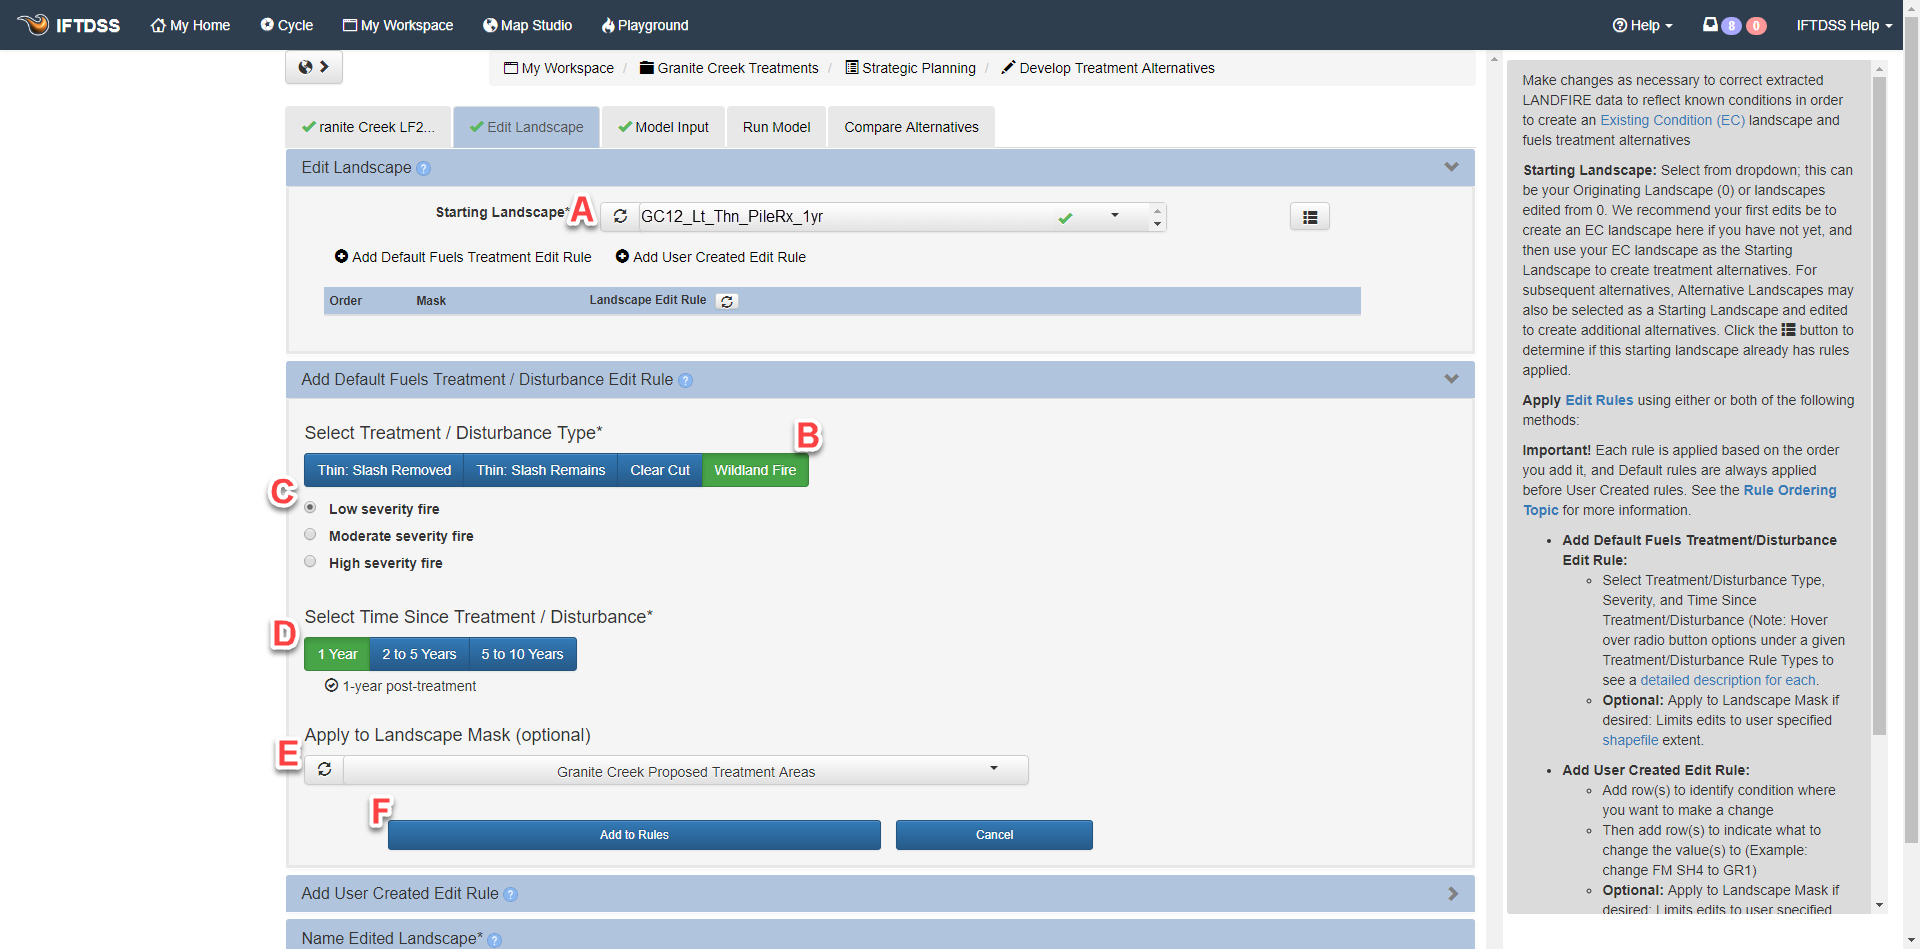 IFTDSS My Home Cycle My Workspace Map Studio Playground Help 8 0 IFTDSS Help
My Workspace / Granite Creek Treatments / Strategic Planning / Develop Treatment Alternatives
ranite Creek LF2... Edit Landscape Model Input Run Model Compare Alternatives
Edit Landscape ?
Starting Landscape* A GC12_Lt_Thn_PileRx_1yr
Add Default Fuels Treatment Edit Rule Add User Created Edit Rule
Order Mask Landscape Edit Rule
Add Default Fuels Treatment / Disturbance Edit Rule ?
Select Treatment / Disturbance Type*
B
Thin: Slash Removed Thin: Slash Remains Clear Cut Wildland Fire
C
Low severity fire
Moderate severity fire
High severity fire
Select Time Since Treatment / Disturbance*
D
1 Year 2 to 5 Years 5 to 10 Years
1-year post-treatment
Apply to Landscape Mask (optional)
E
Granite Creek Proposed Treatment Areas
F
Add to Rules Cancel
Add User Created Edit Rule ?
Name Edited Landscape* ?
Make changes as necessary to correct extracted
LANDFIRE data to reflect known conditions in order
to create an Existing Condition (EC) landscape and
fuels treatment alternatives
Starting Landscape: Select from dropdown; this can
be your Originating Landscape (0) or landscapes
edited from 0. We recommend your first edits be to
create an EC landscape here if you have not yet, and
then use your EC landscape as the Starting
Landscape to create treatment alternatives. For
subsequent alternatives, Alternative Landscapes may
also be selected as a Starting Landscape and edited
to create additional alternatives. Click the button to
determine if this starting landscape already has rules
applied.
Apply Edit Rules using either or both of the following
methods:
Important! Each rule is applied based on the order
you add it, and Default rules are always applied
before User Created rules. See the Rule Ordering
Topic for more information.
• Add Default Fuels Treatment/Disturbance
Edit Rule:
◦ Select Treatment/Disturbance Type,
Severity, and Time Since
Treatment/Disturbance (Note: Hover
over radio button options under a given
Treatment/Disturbance Rule Types to
see a detailed description for each.
◦ Optional: Apply to Landscape Mask if
desired: Limits edits to user specified
shapefile extent.
• Add User Created Edit Rule:
◦ Add row(s) to identify condition where
you want to make a change
◦ Then add row(s) to indicate what to
change the value(s) to (Example:
change FM SH4 to GR1)
◦ Optional: Apply to Landscape Mask if
desired: Limits edits to user specified